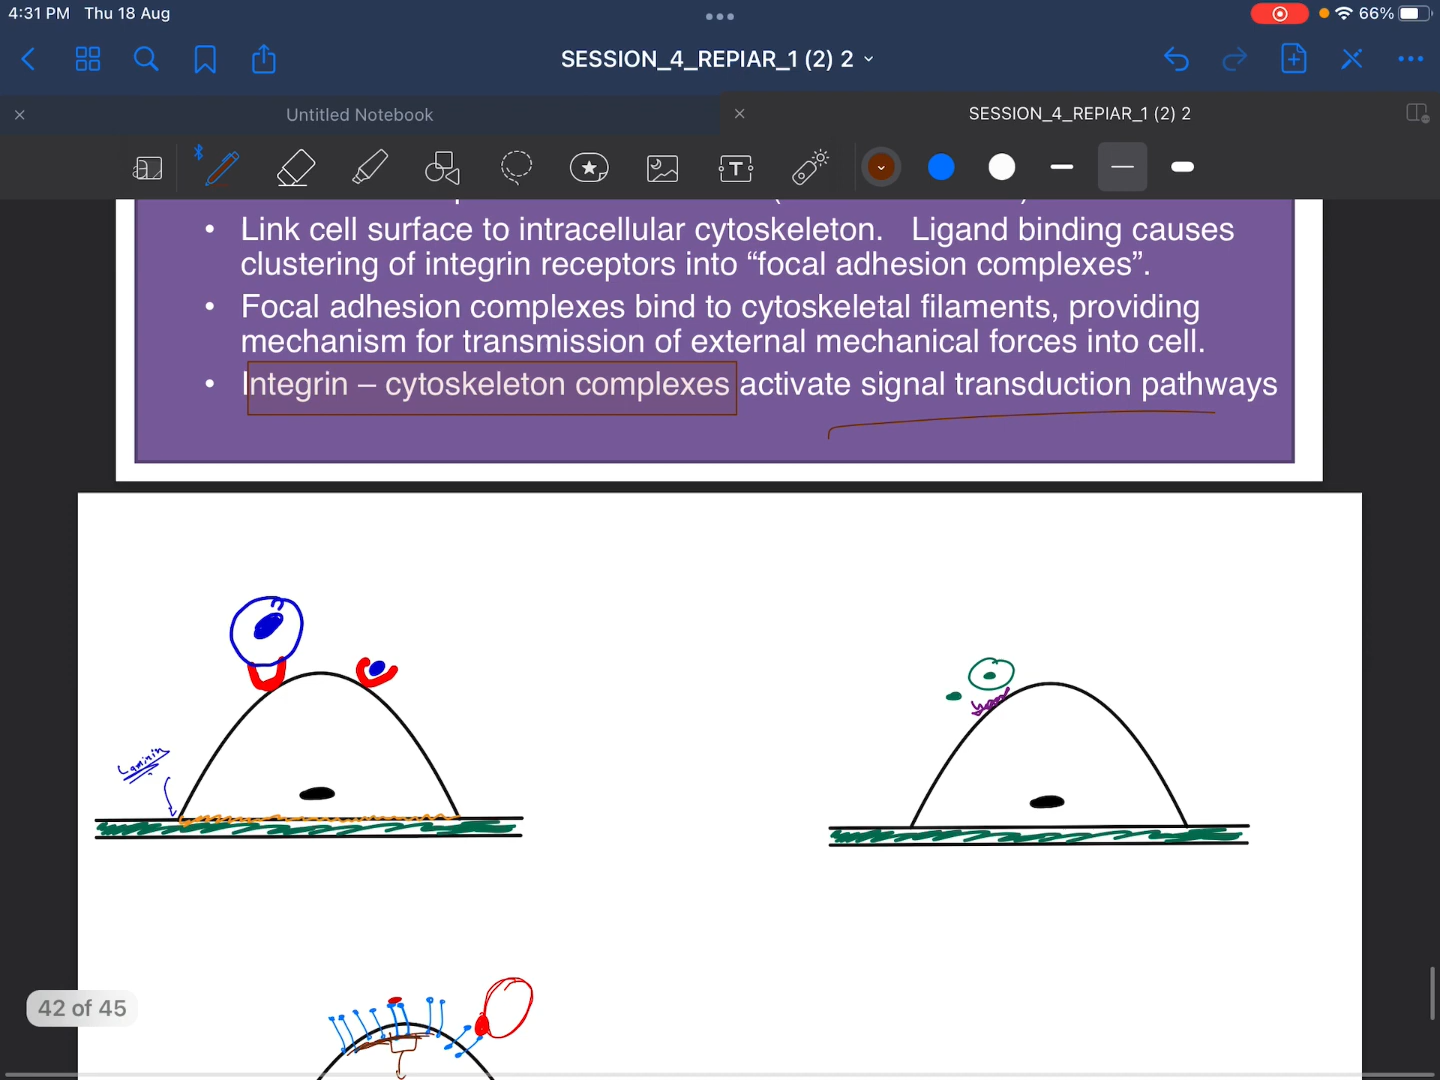 4:31 PM Thu 18 Aug
66%
SESSION_4_REPIAR_1 (2) 2
Untitled Notebook
SESSION_4_REPIAR_1 (2) 2
• Link cell surface to intracellular cytoskeleton. Ligand binding causes
clustering of integrin receptors into “focal adhesion complexes”.
• Focal adhesion complexes bind to cytoskeletal filaments, providing
mechanism for transmission of external mechanical forces into cell.
• Integrin – cytoskeleton complexes activate signal transduction pathways
Laminin
42 of 45